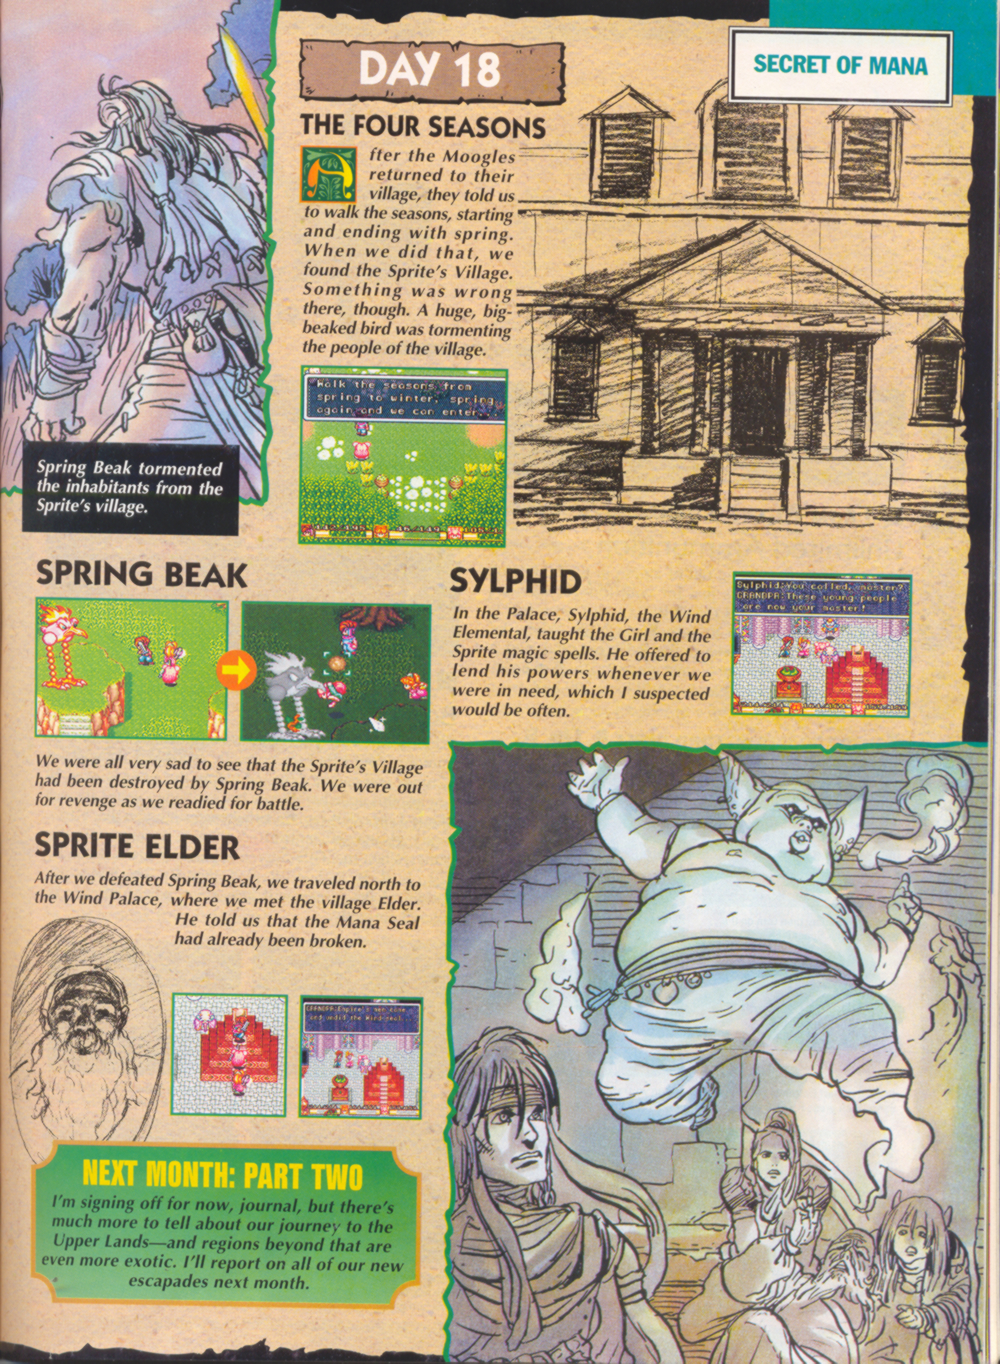 SECRET OF MANA
DAY 18
THE FOUR SEASONS
After the Moogles
returned to their
village, they told us
to walk the seasons, starting
and ending with spring.
When we did that, we
found the Sprite's Village.
Something was wrong
there, though. A huge, big-
beaked bird was tormenting
the people of the village.
Walk the seasons from
spring to winter, spring
again and we can enter..
Spring Beak tormented
the inhabitants from the
Sprite's village.
SPRING BEAK
We were all very sad to see that the Sprite's Village
had been destroyed by Spring Beak. We were out
for revenge as we readied for battle.
SPRITE ELDER
After we defeated Spring Beak, we traveled north to
the Wind Palace, where we met the village Elder.
He told us that the Mana Seal
had already been broken.
GRANDPA:Empire's
and undid the Wind seal.
SYLPHID
In the Palace, Sylphid, the Wind
Elemental, taught the Girl and the
Sprite magic spells. He offered to
lend his powers whenever we
were in need, which I suspected
would be often.
Sylphid:You called, master?
GRANDPA:These young people
are now your master!
NEXT MONTH: PART TWO
I'm signing off for now, journal, but there's
much more to tell about our journey to the
Upper Lands—and regions beyond that are
even more exotic. I'll report on all of our new
escapades next month.